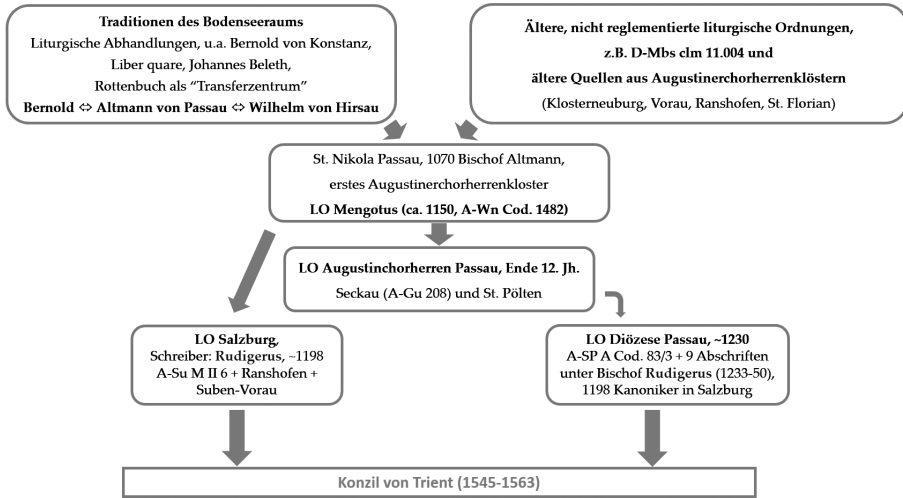 Traditionen des Bodenseeraums
Liturgische Abhandlungen, u.a. Bernold von Konstanz,
Liber quare, Johannes Beleth,
Rottenbuch als “Transferzentrum”
Bernold ⇔ Altmann von Passau ⇔ Wilhelm von Hirsau
Ältere, nicht reglementierte liturgische Ordnungen,
z.B. D-Mbs clm 11.004 und
ältere Quellen aus Augustinerchorherrenklöstern
(Klosterneuburg, Vorau, Ranshofen, St. Florian)
St. Nikola Passau, 1070 Bischof Altmann,
erstes Augustinerchorherrenkloster
LO Mengotus (ca. 1150, A-Wn Cod. 1482)
LO Augustinchorherren Passau, Ende 12. Jh.
Seckau (A-Gu 208) und St. Pölten
LO Salzburg,
Schreiber: Rudigerus, ~1198
A-Su M II 6 + Ranshofen +
Suben-Vorau
LO Diözese Passau, ~1230
A-SP A Cod. 83/3 + 9 Abschriften
unter Bischof Rudigerus (1233-50),
1198 Kanoniker in Salzburg
Konzil von Trient (1545-1563)